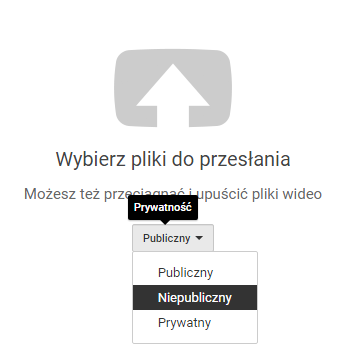 Wybierz pliki do przesłania
Możesz też przeciągnąć i upuścić pliki wideo
Prywatność
Publiczny
Publiczny
Niepubliczny
Prywatny